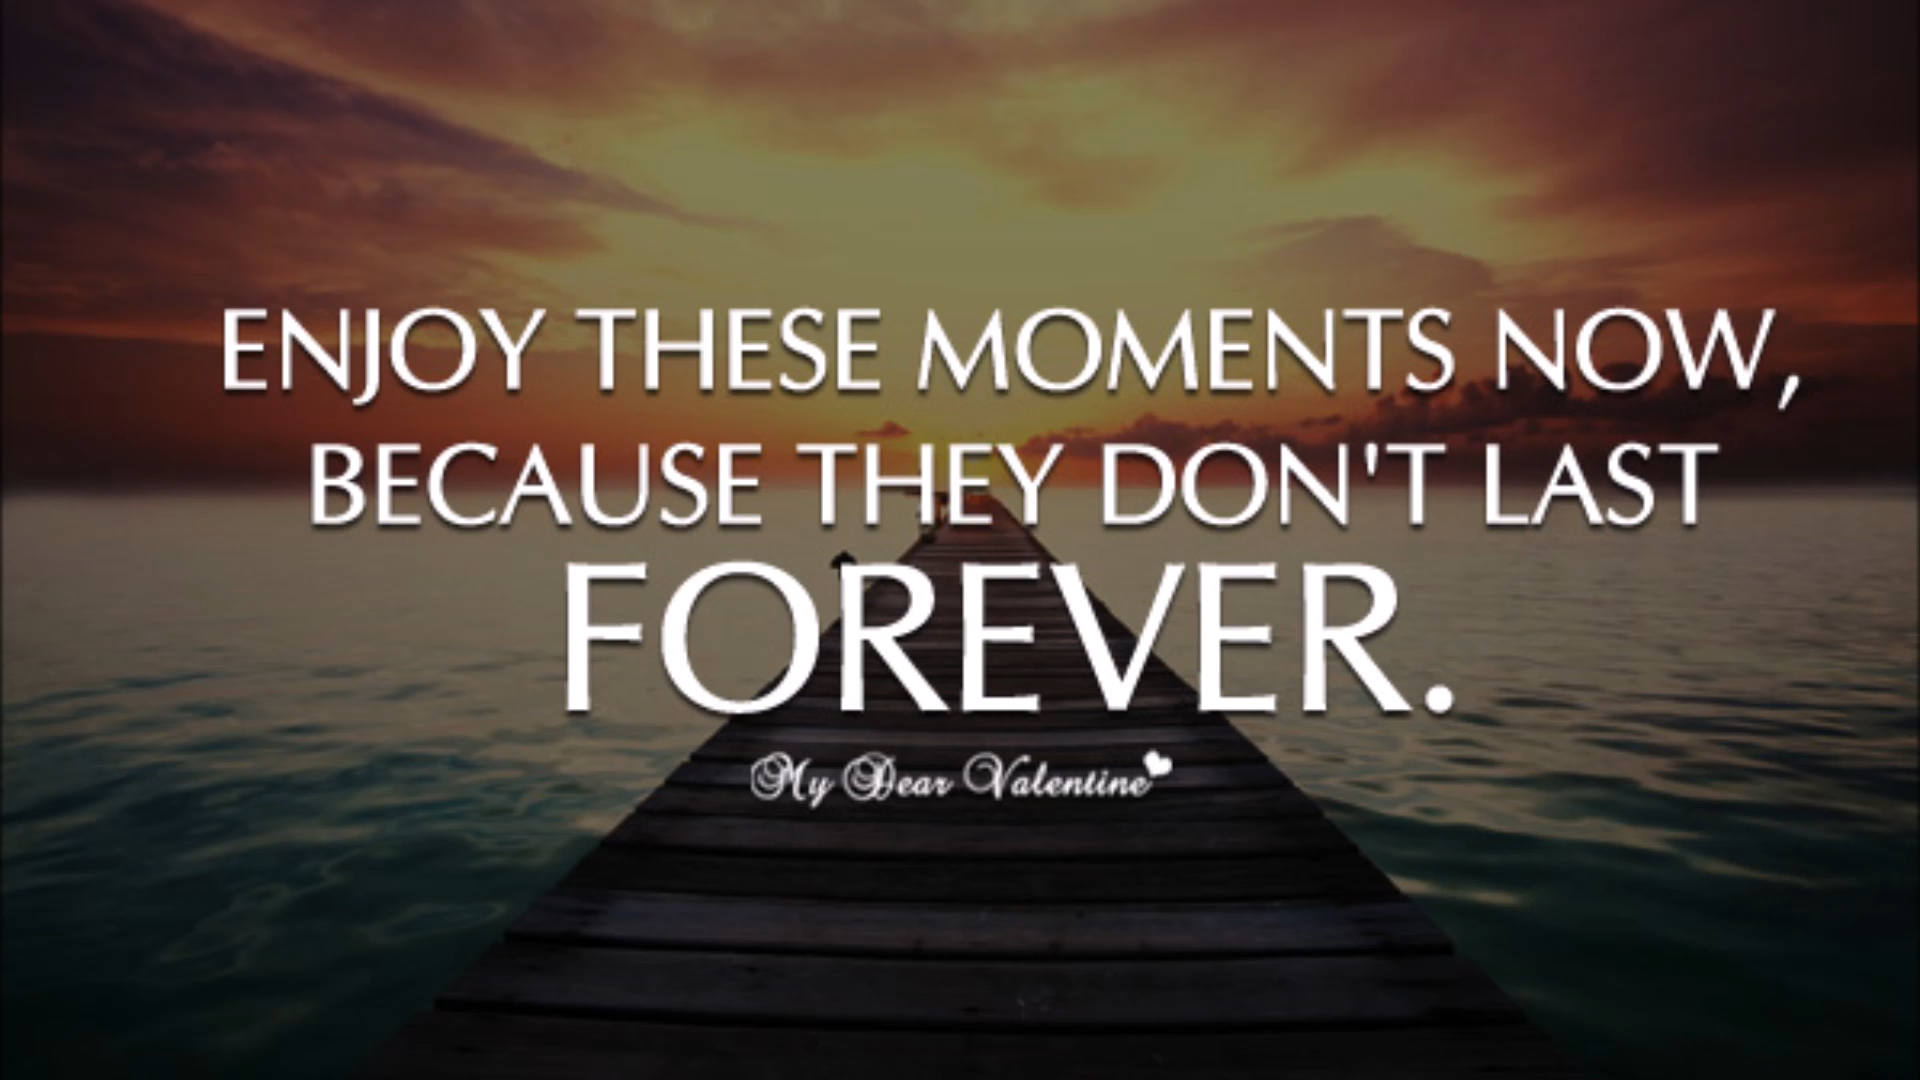 ENJOY THESE MOMENTS NOW,
BECAUSE THEY DON'T LAST
FOREVER.
My Dear Valentine